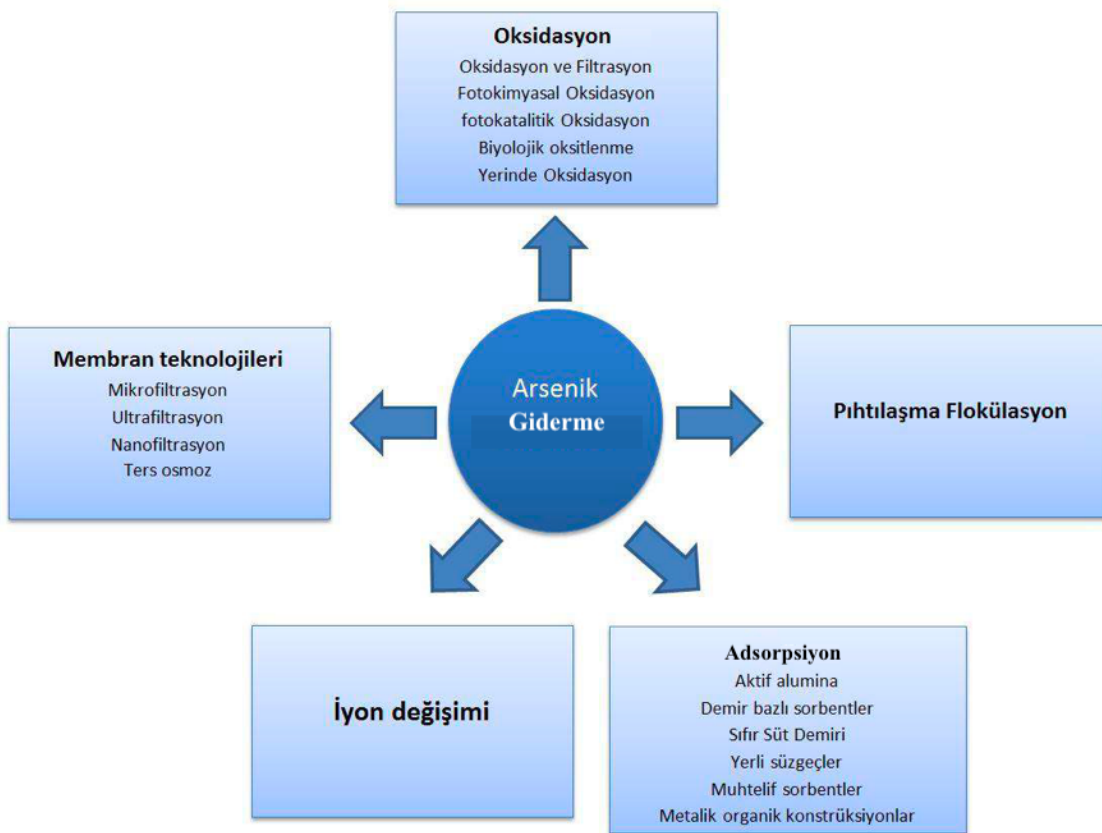 Oksidasyon
Oksidasyon ve Filtrasyon
Fotokimyasal Oksidasyon
fotokatalitik Oksidasyon
Biyolojik oksitlenme
Yerinde Oksidasyon
Membran teknolojileri
Mikrofiltrasyon
Ultrafiltrasyon
Nanofiltrasyon
Ters osmoz
Arsenik
Giderme
Pıhtılaşma Flokülasyon
İyon değişimi
Adsorpsiyon
Aktif alumina
Demir bazlı sorbentler
Sıfır Süt Demiri
Yerli süzgeçler
Muhtelif sorbentler
Metalik organik konstrüksiyonlar